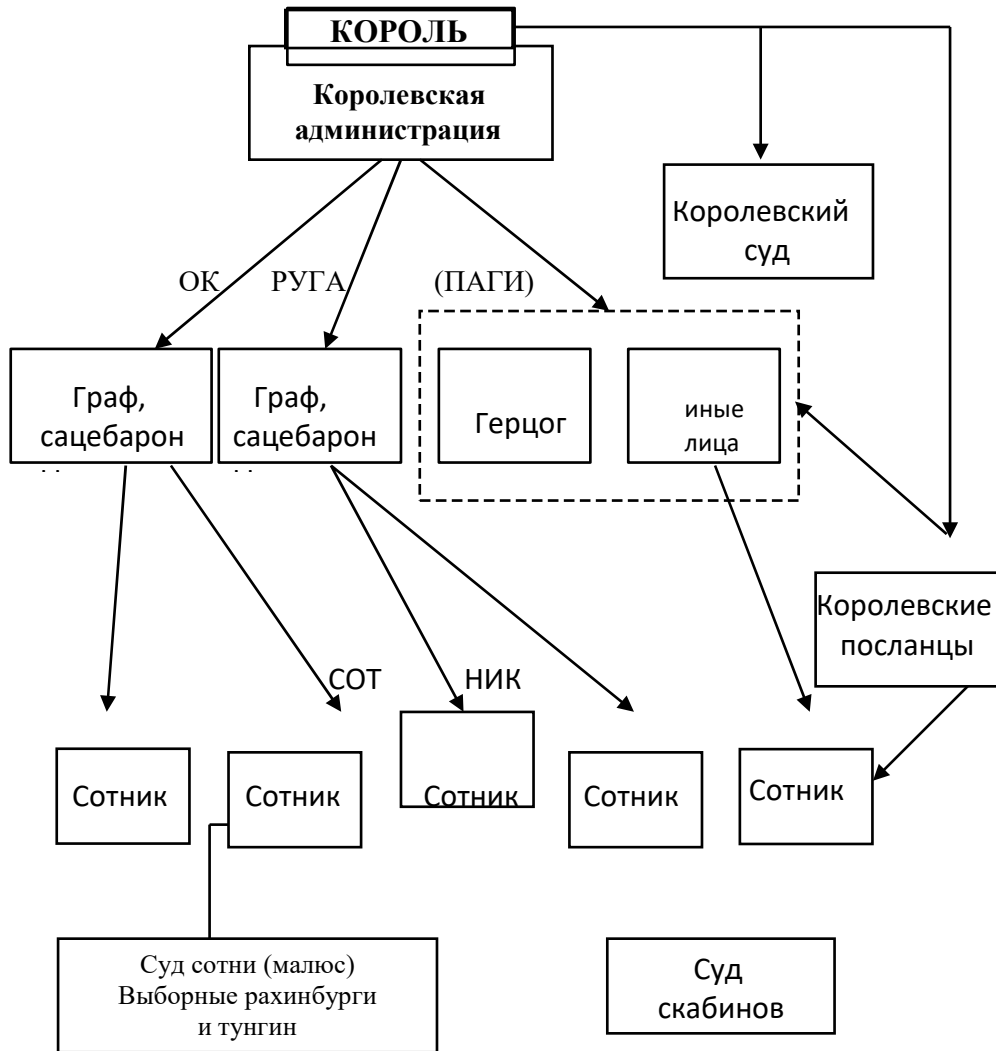 КОРОЛЬ
Королевская
администрация
Королевский
суд
ОК РУГА (ПАГИ)
Граф,
сацебарон
Граф,
сацебарон
Герцог
иные
лица
Королевские
посланцы
СОТ НИК
Сотник
Сотник
Сотник
Сотник
Сотник
Суд сотни (малюс)
Выборные рахинбурги
и тунгин
Суд
скабинов